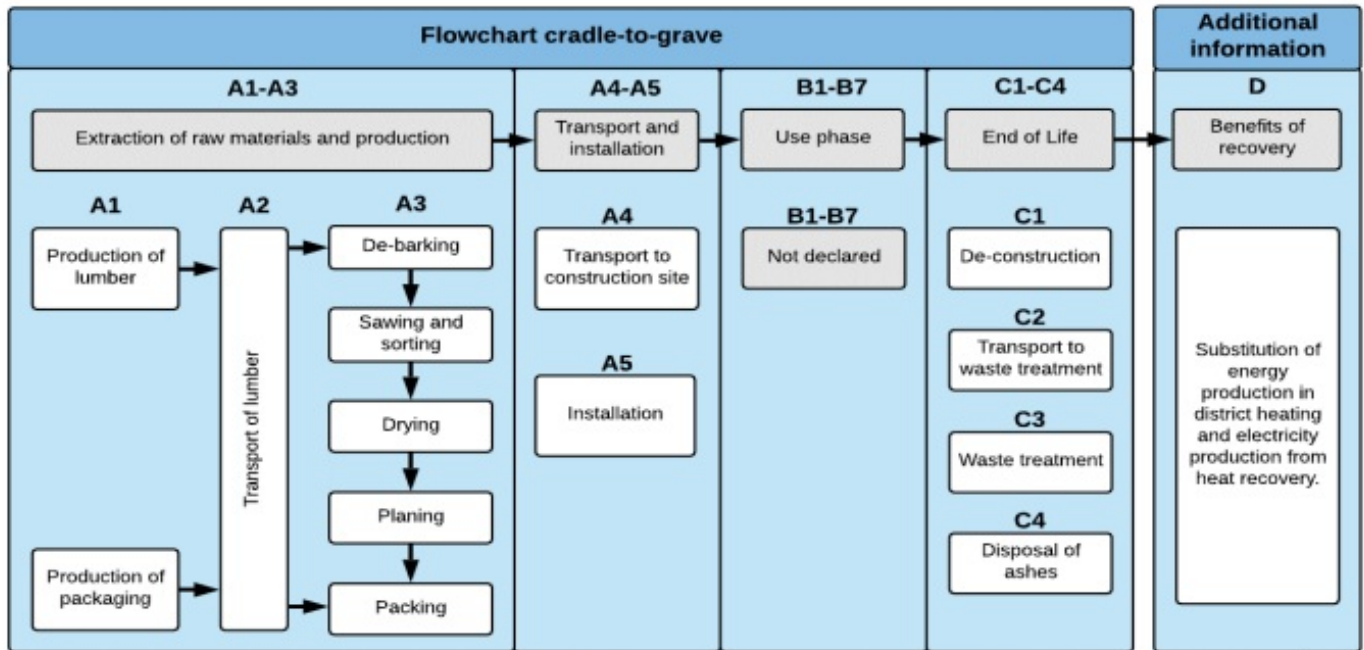 Flowchart cradle-to-grave
Additional
information
A1-A3
A4-A5
B1-B7
C1-C4
D
Extraction of raw materials and production
Transport and
installation
Use phase
End of Life
Benefits of
recovery
A1
A2
A3
Production of
lumber
Production of
packaging
Transport of lumber
De-barking
Sawing and
sorting
Drying
Planing
Packing
A4
Transport to
construction site
A5
Installation
B1-B7
Not declared
C1
De-construction
C2
Transport to
waste treatment
C3
Waste treatment
C4
Disposal of
ashes
Substitution of
energy
production in
district heating
and electricity
production from
heat recovery.